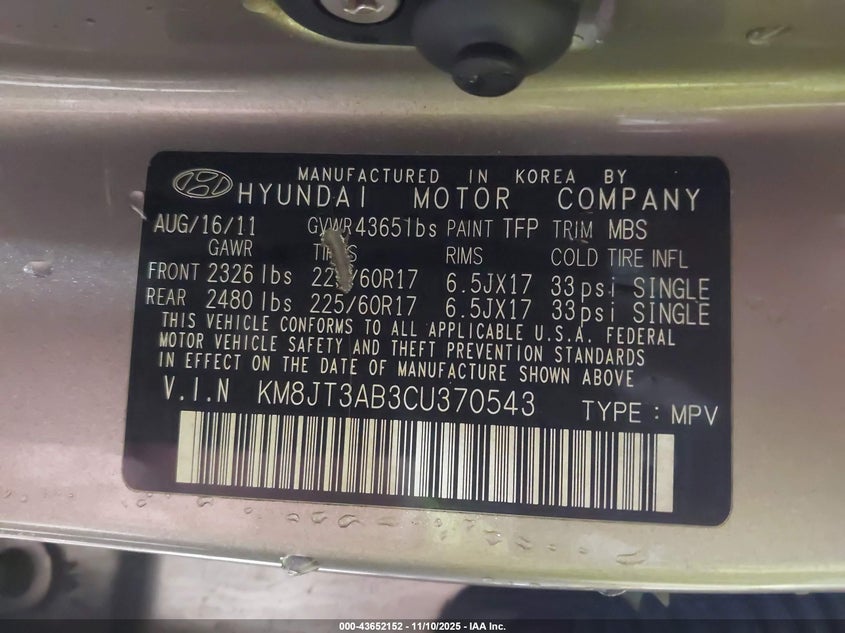 MANUFACTURED IN KOREA BY
HYUNDAI MOTOR COMPANY
AUG/16/11 GVWR 4365lbs PAINT TFP TRIM MBS
GAWR TIRES RIMS COLD TIRE INFL
FRONT 2326 lbs 225/60R17 6.5JX17 33psi SINGLE
REAR 2480 lbs 225/60R17 6.5JX17 33psi SINGLE
THIS VEHICLE CONFORMS TO ALL APPLICABLE U.S.A. FEDERAL
MOTOR VEHICLE SAFETY AND THEFT PREVENTION STANDARDS
IN EFFECT ON THE DATE OF MANUFACTURE SHOWN ABOVE
V.I.N KM8JT3AB3CU370543 TYPE : MPV
000-43652152 - 11/10/2025 - IAA Inc.